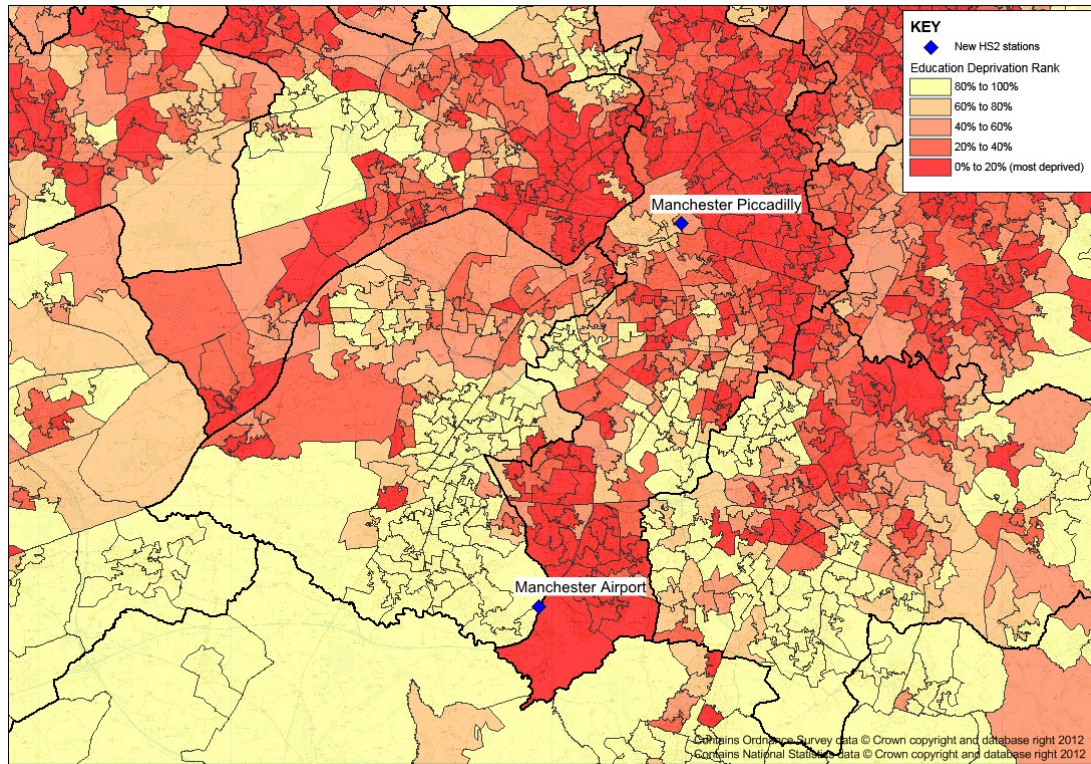 KEY
New HS2 stations
Education Deprivation Rank
80% to 100%
60% to 80%
40% to 60%
20% to 40%
0% to 20% (most deprived)
Manchester Piccadilly
Manchester Airport
Contains Ordnance Survey data © Crown copyright and database right 2012
Contains National Statistics data © Crown copyright and database right 2012